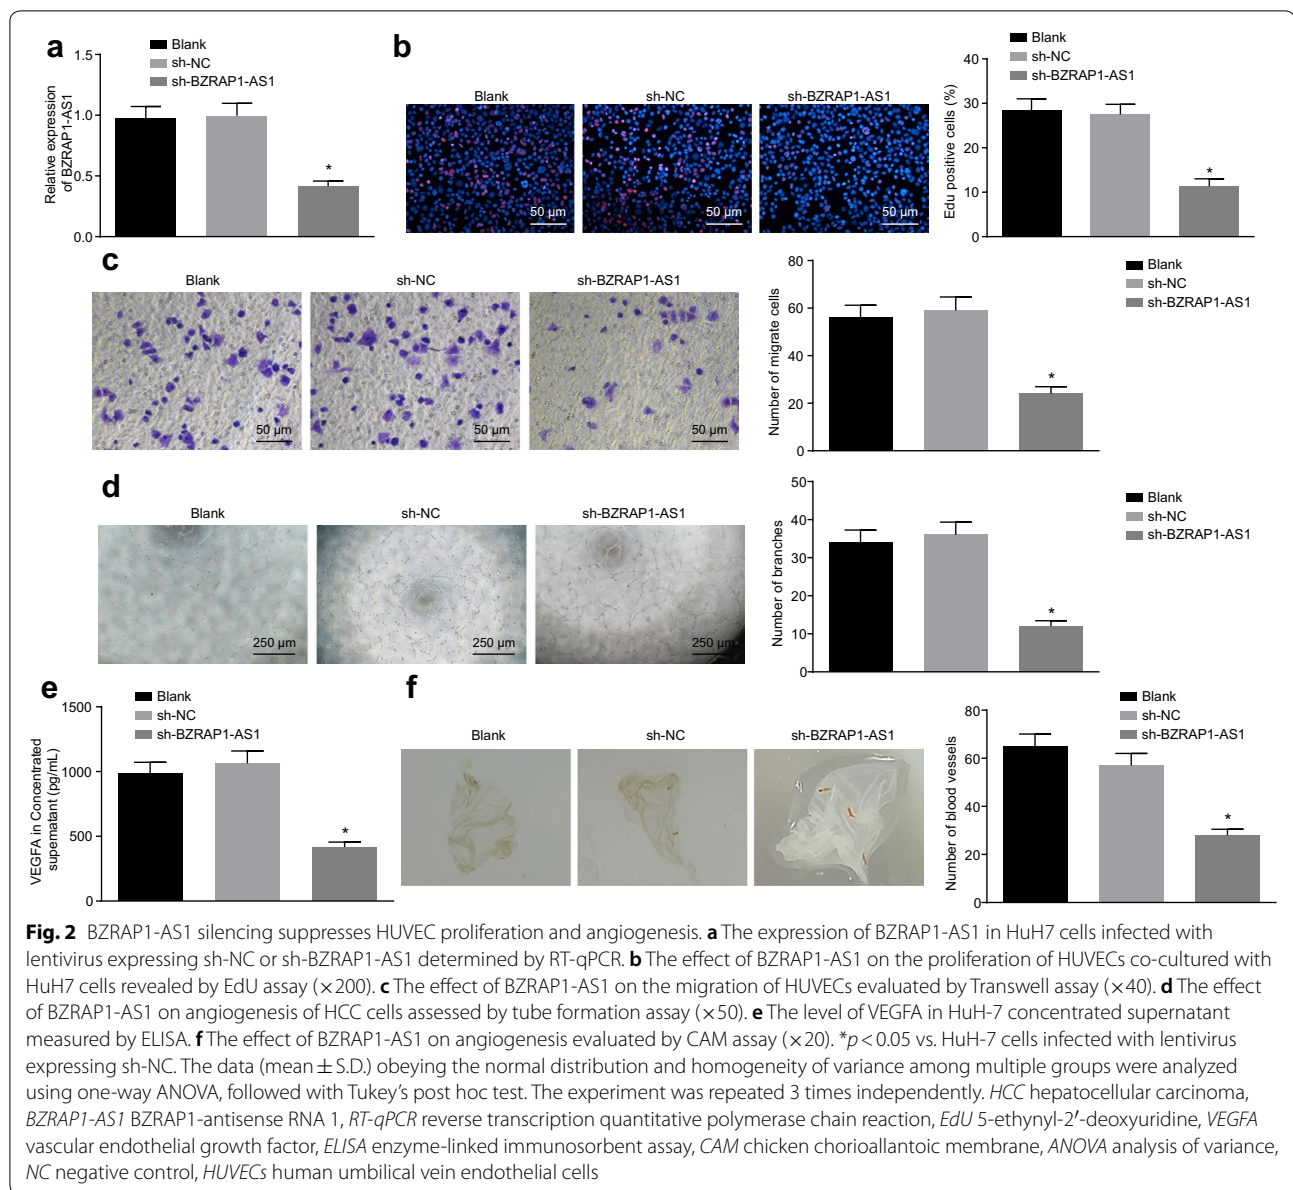 a
Blank
sh-NC
sh-BZRAP1-AS1
Relative expression
of BZRAP1-AS1
1.5
1.0
0.5
0.0
*
b
Blank
sh-NC
sh-BZRAP1-AS1
50 µm
50 µm
50 µm
Blank
sh-NC
sh-BZRAP1-AS1
Edu positive cells (%)
40
30
20
10
0
*
c
Blank
sh-NC
sh-BZRAP1-AS1
50 µm
50 µm
50 µm
Number of migrate cells
80
60
40
20
0
*
Blank
sh-NC
sh-BZRAP1-AS1
d
Blank
sh-NC
sh-BZRAP1-AS1
250 µm
250 µm
250 µm
Number of branches
50
40
30
20
10
0
*
Blank
sh-NC
sh-BZRAP1-AS1
e
Blank
sh-NC
sh-BZRAP1-AS1
VEGFA in Concentrated
supernatant (pg/mL)
1500
1000
500
0
*
f
Blank
sh-NC
sh-BZRAP1-AS1
Number of blood vessels
80
60
40
20
0
*
Blank
sh-NC
sh-BZRAP1-AS1
Fig. 2 BZRAP1-AS1 silencing suppresses HUVEC proliferation and angiogenesis. a The expression of BZRAP1-AS1 in HuH7 cells infected with
lentivirus expressing sh-NC or sh-BZRAP1-AS1 determined by RT-qPCR. b The effect of BZRAP1-AS1 on the proliferation of HUVECs co-cultured with
HuH7 cells revealed by EdU assay (×200). c The effect of BZRAP1-AS1 on the migration of HUVECs evaluated by Transwell assay (×40). d The effect
of BZRAP1-AS1 on angiogenesis of HCC cells assessed by tube formation assay (×50). e The level of VEGFA in HuH-7 concentrated supernatant
measured by ELISA. f The effect of BZRAP1-AS1 on angiogenesis evaluated by CAM assay (×20). *p < 0.05 vs. HuH-7 cells infected with lentivirus
expressing sh-NC. The data (mean ± S.D.) obeying the normal distribution and homogeneity of variance among multiple groups were analyzed
using one-way ANOVA, followed with Tukey's post hoc test. The experiment was repeated 3 times independently. HCC hepatocellular carcinoma,
BZRAP1-AS1 BZRAP1-antisense RNA 1, RT-qPCR reverse transcription quantitative polymerase chain reaction, EdU 5-ethynyl-2′-deoxyuridine, VEGFA
vascular endothelial growth factor, ELISA enzyme-linked immunosorbent assay, CAM chicken chorioallantoic membrane, ANOVA analysis of variance,
NC negative control, HUVECs human umbilical vein endothelial cells